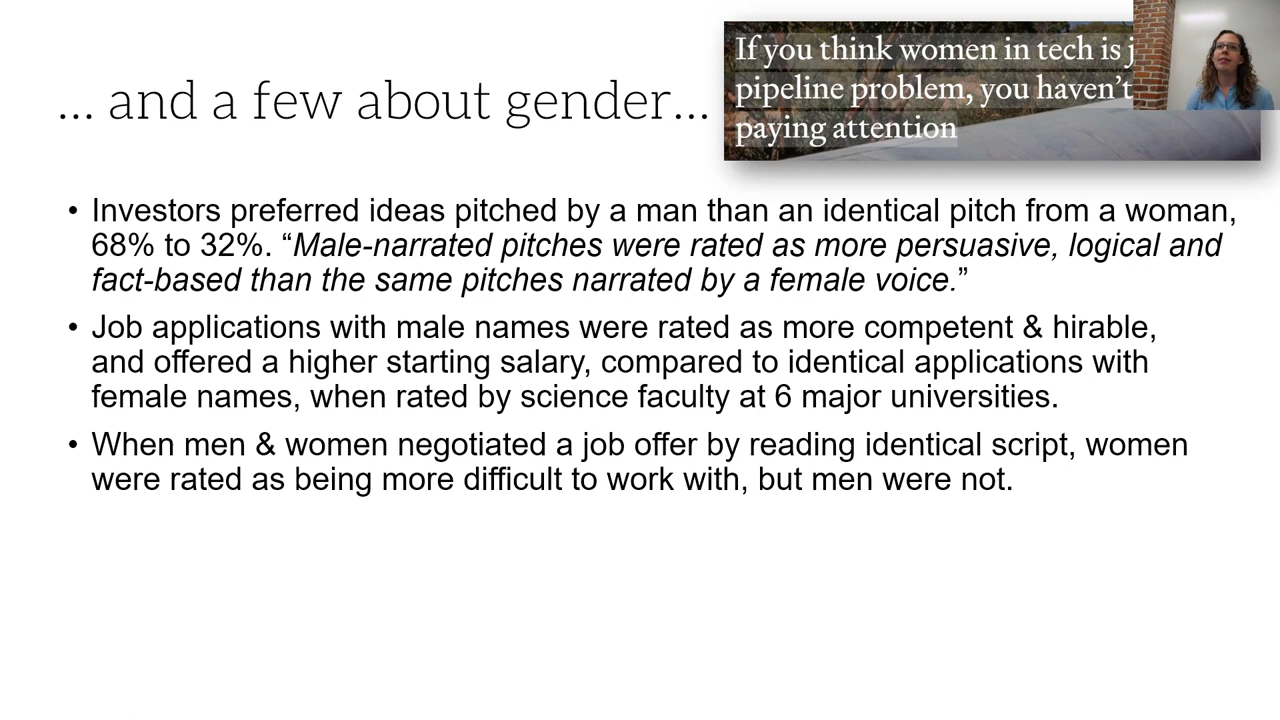 ... and a few about gender...
If you think women in tech is
pipeline problem, you haven't
paying attention
• Investors preferred ideas pitched by a man than an identical pitch from a woman,
68% to 32%. “Male-narrated pitches were rated as more persuasive, logical and
fact-based than the same pitches narrated by a female voice.”
• Job applications with male names were rated as more competent & hirable,
and offered a higher starting salary, compared to identical applications with
female names, when rated by science faculty at 6 major universities.
• When men & women negotiated a job offer by reading identical script, women
were rated as being more difficult to work with, but men were not.